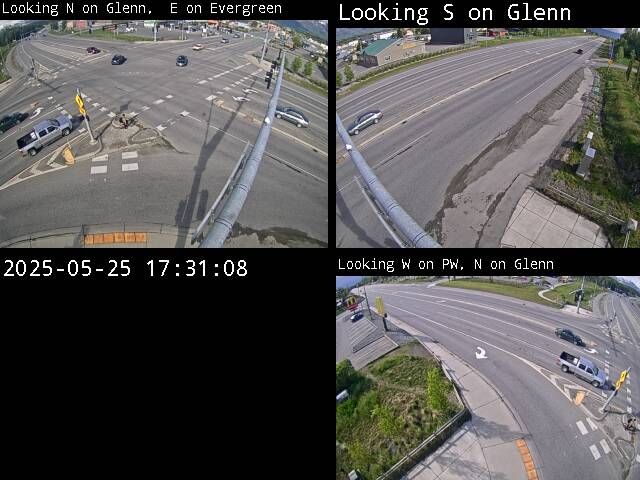 Looking N on Glenn, E on Evergreen
Looking S on Glenn
2025-05-25 17:31:08
Looking W on PW, N on Glenn